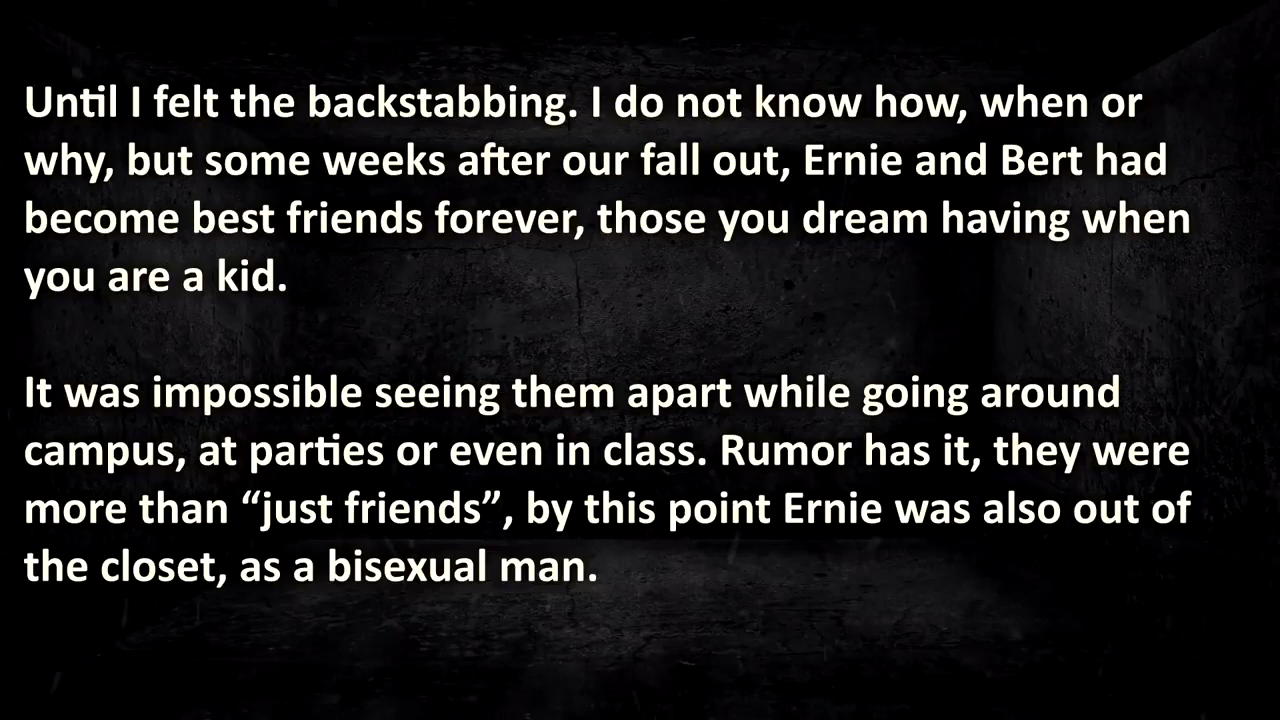 Until I felt the backstabbing. I do not know how, when or
why, but some weeks after our fall out, Ernie and Bert had
become best friends forever, those you dream having when
you are a kid.
It was impossible seeing them apart while going around
campus, at parties or even in class. Rumor has it, they were
more than “just friends”, by this point Ernie was also out of
the closet, as a bisexual man.